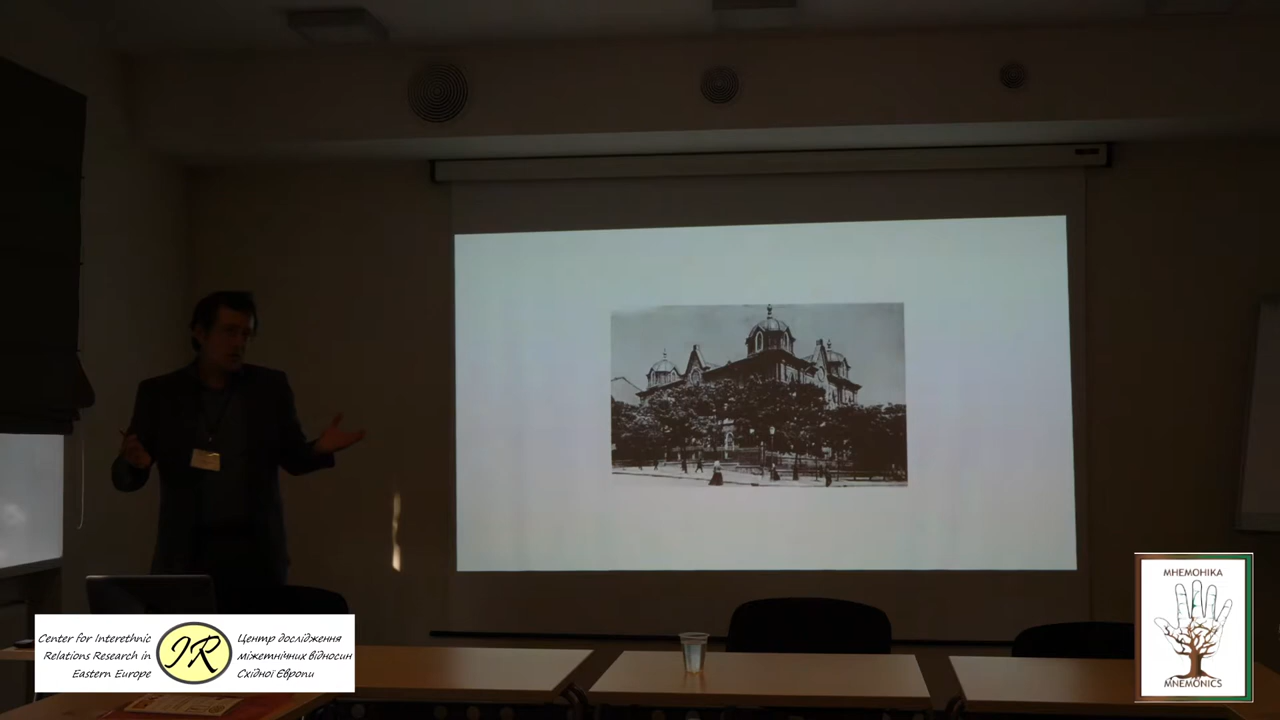 Center for Interethnic
Relations Research in
Eastern Europe
IR
Центр дослідження
міжетнічних відносин
Східної Європи
МНЕМОНІКА
MNEMONICS